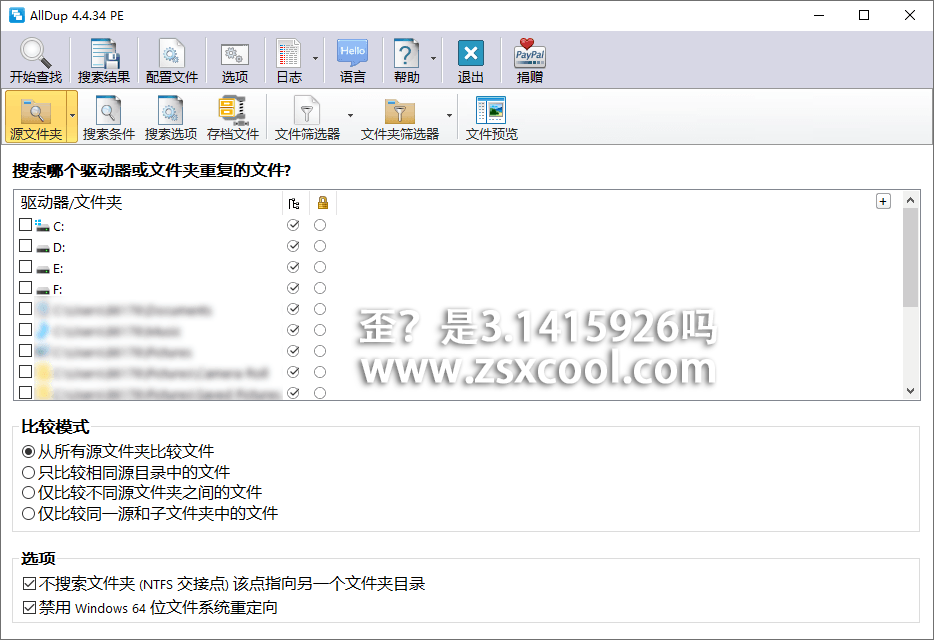 AllDup 4.4.34 PE
开始查找 搜索结果 配置文件 选项 日志 语言 帮助 退出 捐赠
Hello
PayPal
源文件夹 搜索条件 搜索选项 存档文件 文件筛选器 文件夹筛选器 文件预览
搜索哪个驱动器或文件夹重复的文件?
驱动器/文件夹
C:
D:
E:
F:
歪？是3.1415926吗
www.zsxcool.com
比较模式
从所有源文件夹比较文件
只比较相同源目录中的文件
仅比较不同源文件夹之间的文件
仅比较同一源和子文件夹中的文件
选项
不搜索文件夹 (NTFS 交接点) 该点指向另一个文件夹目录
禁用 Windows 64 位文件系统重定向